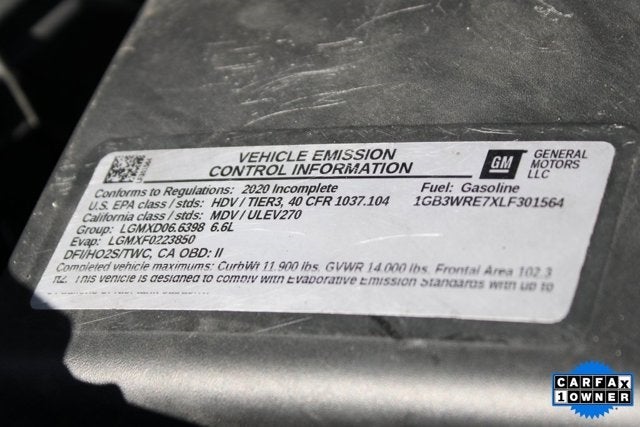 VEHICLE EMISSION
CONTROL INFORMATION
GM
GENERAL
MOTORS
LLC
Conforms to Regulations: 2020 Incomplete
Fuel: Gasoline
U.S. EPA class / stds: HDV / TIER3, 40 CFR 1037.104
1GB3WRE7XLF301564
California class / stds: MDV / ULEV270
Group: LGMXD06.6398 6.6L
Evap: LGMXF0223850
DFI/HO2S/TWC, CA OBD: II
Completed vehicle maximums: CurbWt 11,900 lbs. GVWR 14,000 lbs. Frontal Area 102.3
ft2. This vehicle is designed to comply with Evaporative Emission Standards with up to
CARFAX
1 OWNER